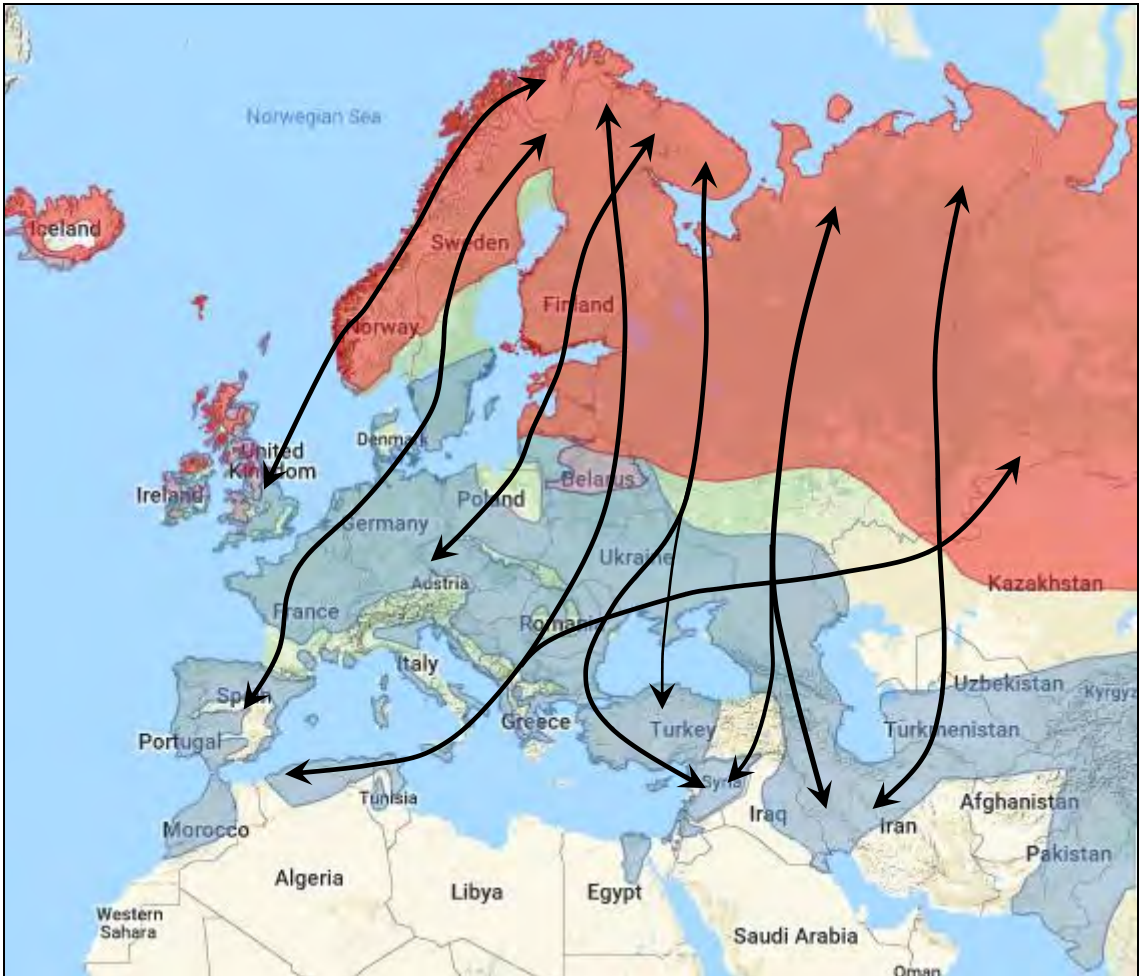 Norwegian Sea
Iceland
Sweden
Finland
Norway
United
Kingdom
Denmark
Ireland
Belarus
Poland
Germany
Ukraine
Austria
Kazakhstan
France
Romania
Italy
Uzbekistan
Kyrgyz
Spain
Greece
Turkey
Turkmenistan
Portugal
Syria
Tunisia
Iraq
Iran
Afghanistan
Morocco
Pakistan
Algeria
Libya
Egypt
Western
Sahara
Saudi Arabia
Oman